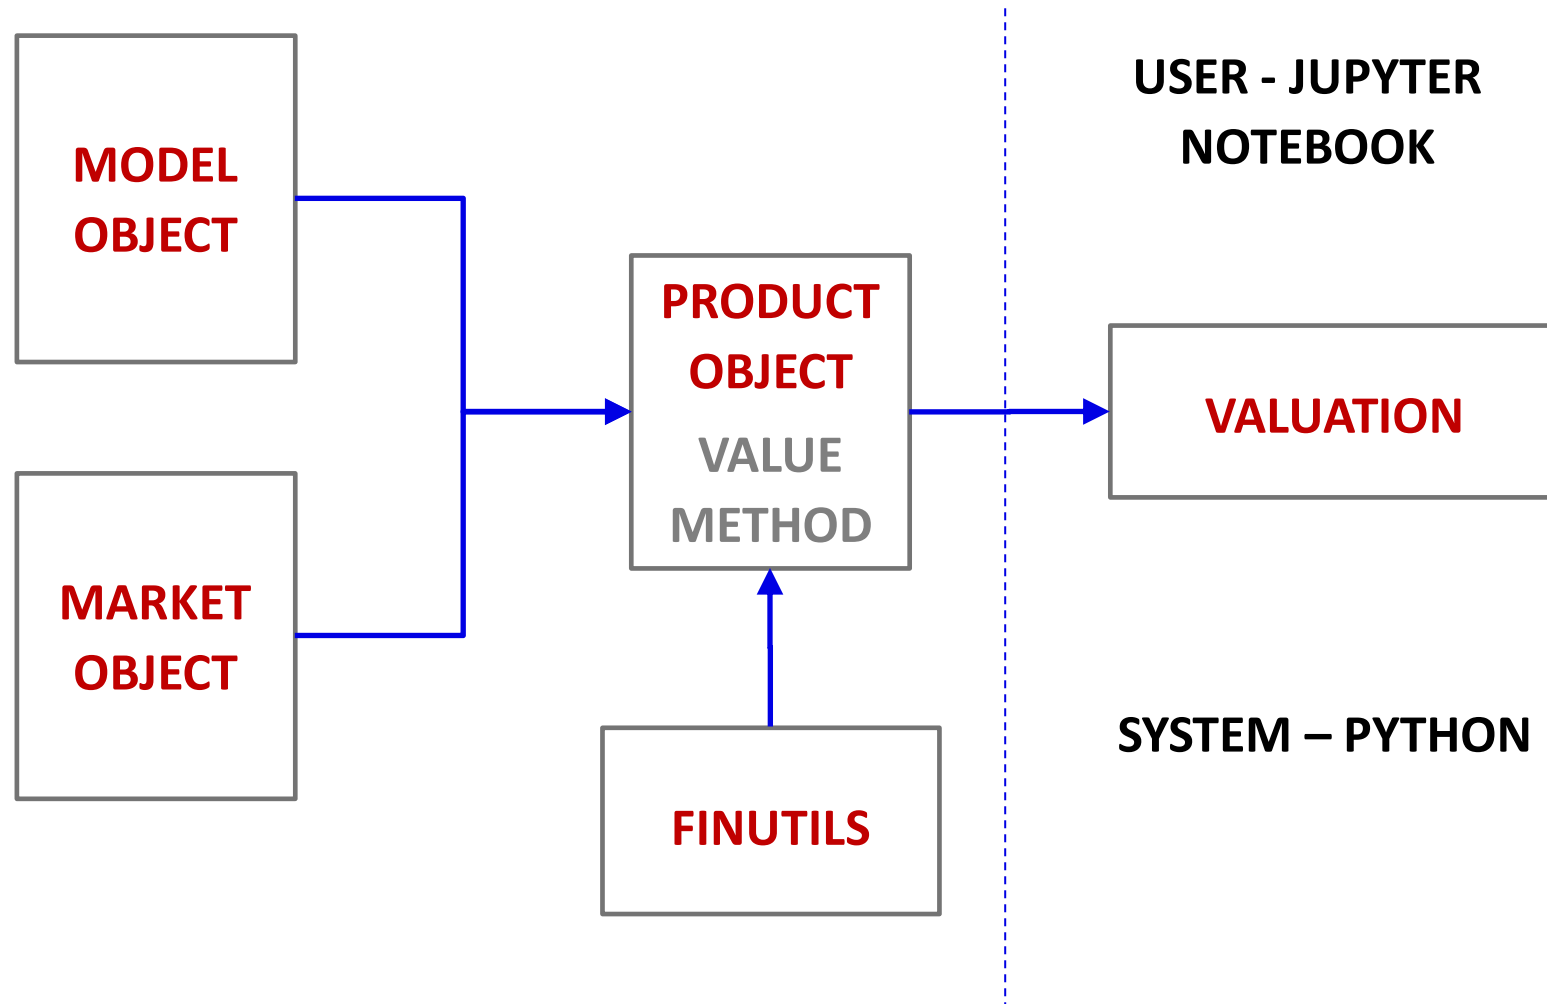 MODEL
OBJECT
MARKET
OBJECT
PRODUCT
OBJECT
VALUE
METHOD
FINUTILS
USER - JUPYTER
NOTEBOOK
VALUATION
SYSTEM – PYTHON